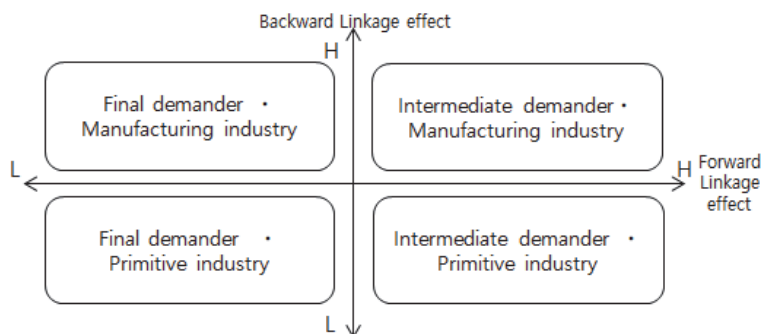 Backward Linkage effect
H
Final demander ・
Manufacturing industry
Intermediate demander・
Manufacturing industry
L
H
Forward
Linkage
effect
Final demander ・
Primitive industry
Intermediate demander ・
Primitive industry
L